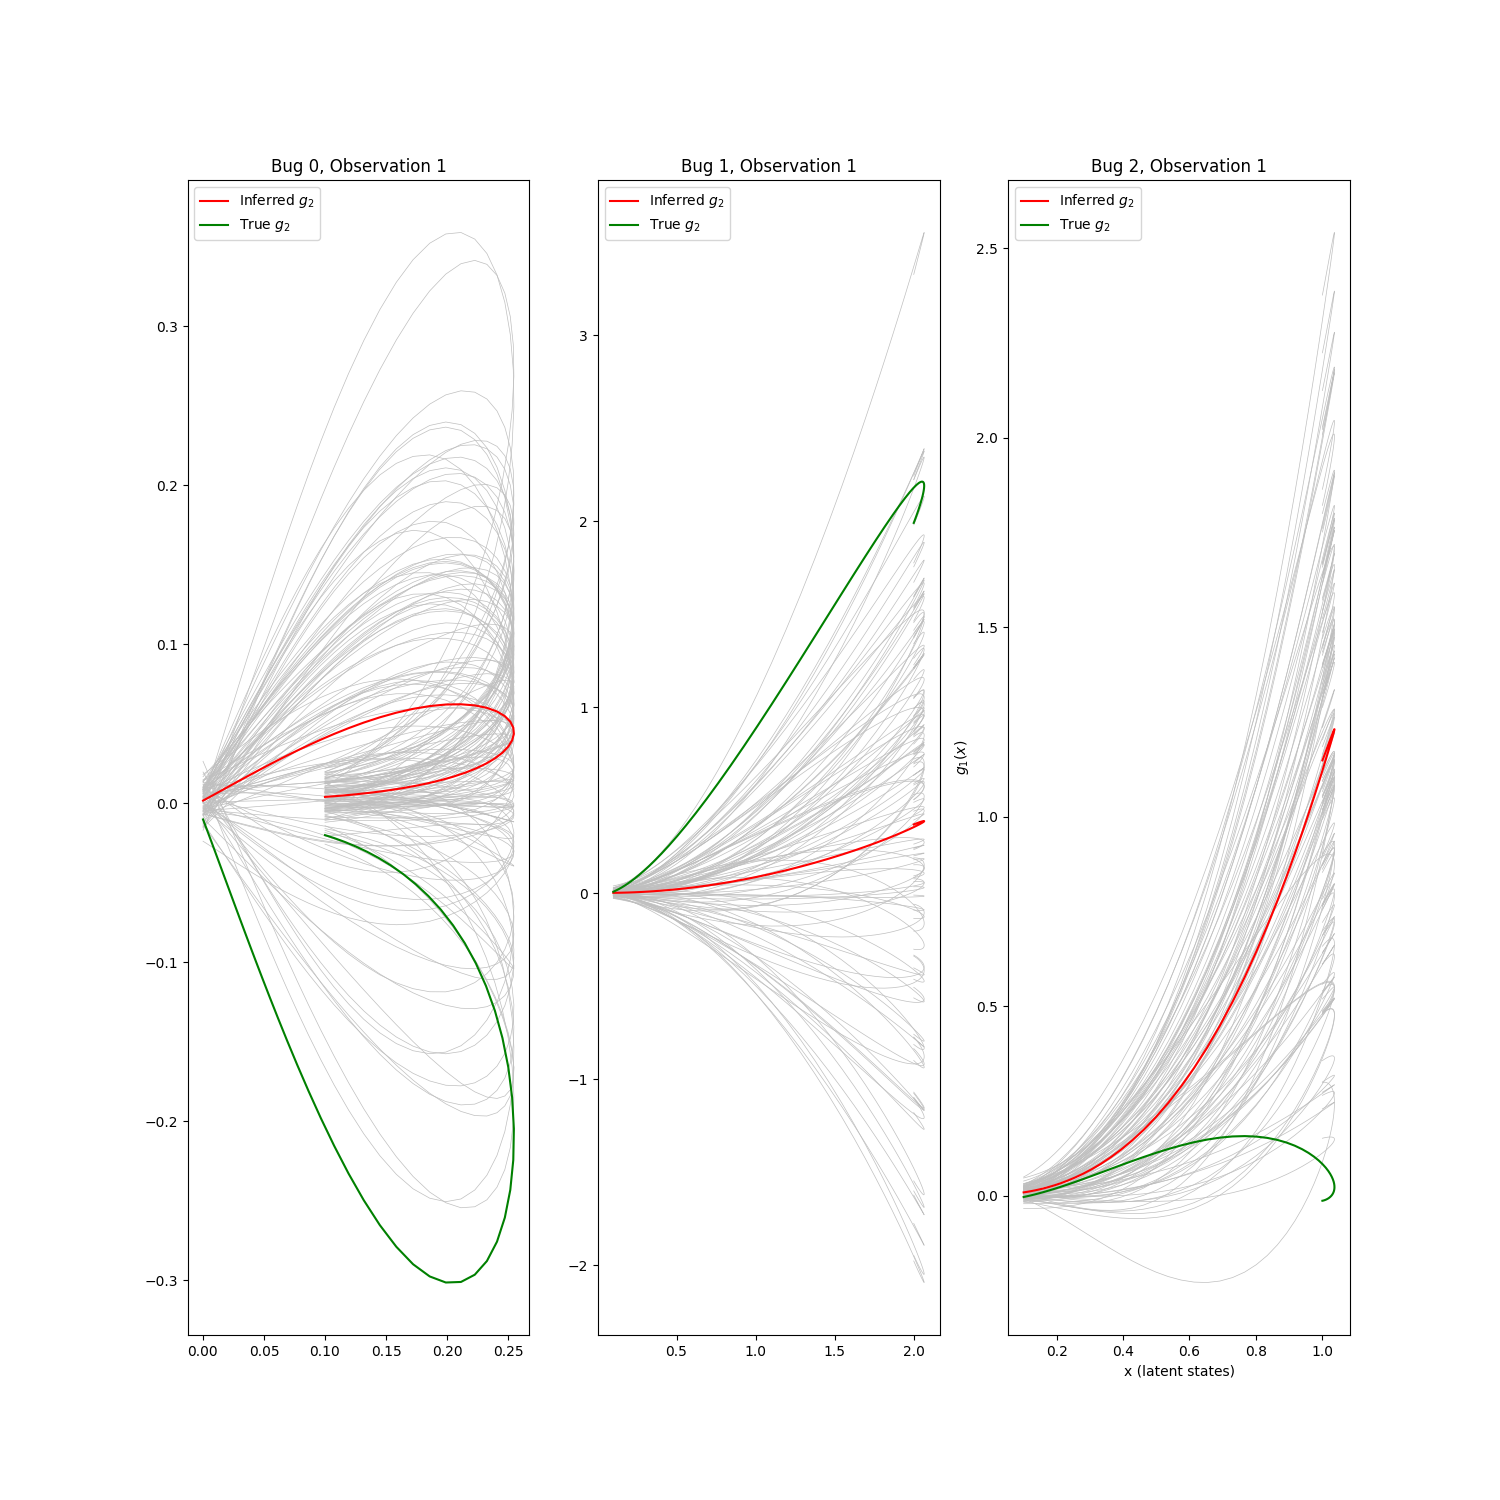 Bug 0, Observation 1
Inferred g₂
True g₂
0.3
0.2
0.1
0.0
−0.1
−0.2
−0.3
0.00 0.05 0.10 0.15 0.20 0.25
Bug 1, Observation 1
Inferred g₂
True g₂
3
2
1
0
−1
−2
0.5 1.0 1.5 2.0
Bug 2, Observation 1
Inferred g₂
True g₂
g₁(x)
2.5
2.0
1.5
1.0
0.5
0.0
0.2 0.4 0.6 0.8 1.0
x (latent states)